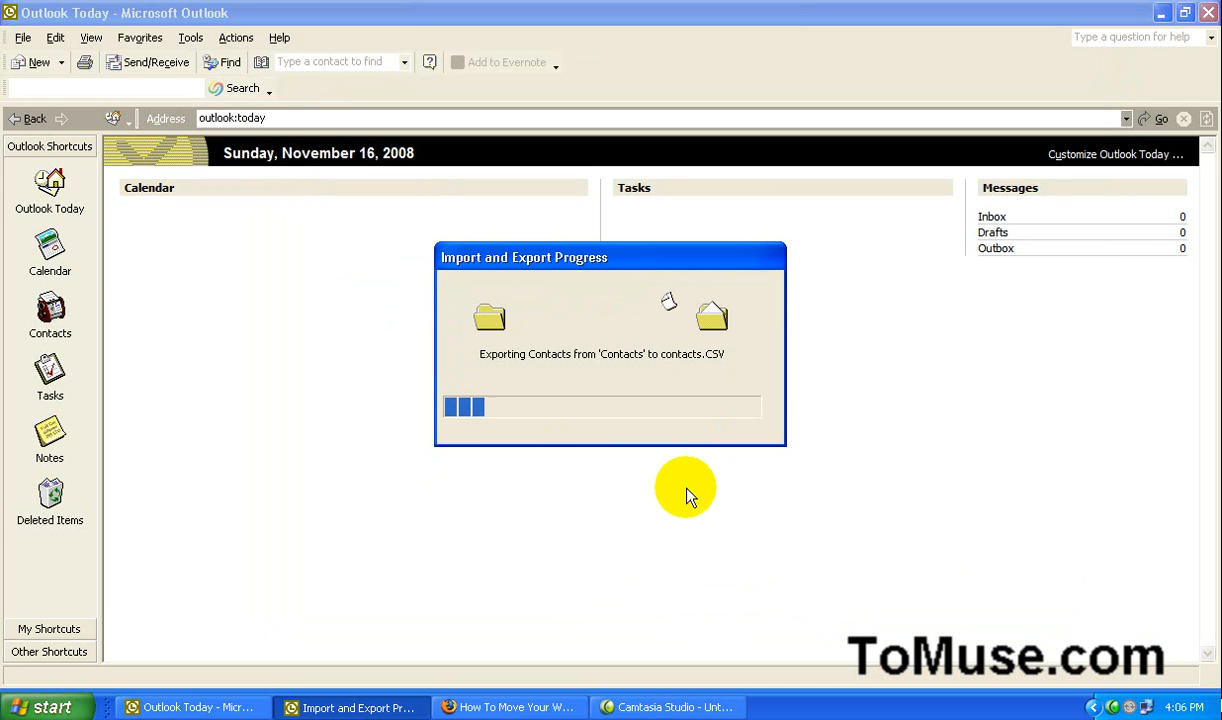 Outlook Today - Microsoft Outlook
File Edit View Favorites Tools Actions Help
Type a question for help
New Send/Receive Find Type a contact to find Add to Evernote
Search
Back Address outlook:today Go
Outlook Shortcuts
Sunday, November 16, 2008
Customize Outlook Today ...
Calendar Tasks Messages
Outlook Today
Inbox 0
Drafts 0
Outbox 0
Calendar
Contacts
Tasks
Notes
Deleted Items
Import and Export Progress
Exporting Contacts from 'Contacts' to contacts.CSV
My Shortcuts
Other Shortcuts
ToMuse.com
start Outlook Today - Micr... Import and Export Pr... How To Move Your W... Camtasia Studio - Unt... 4:06 PM